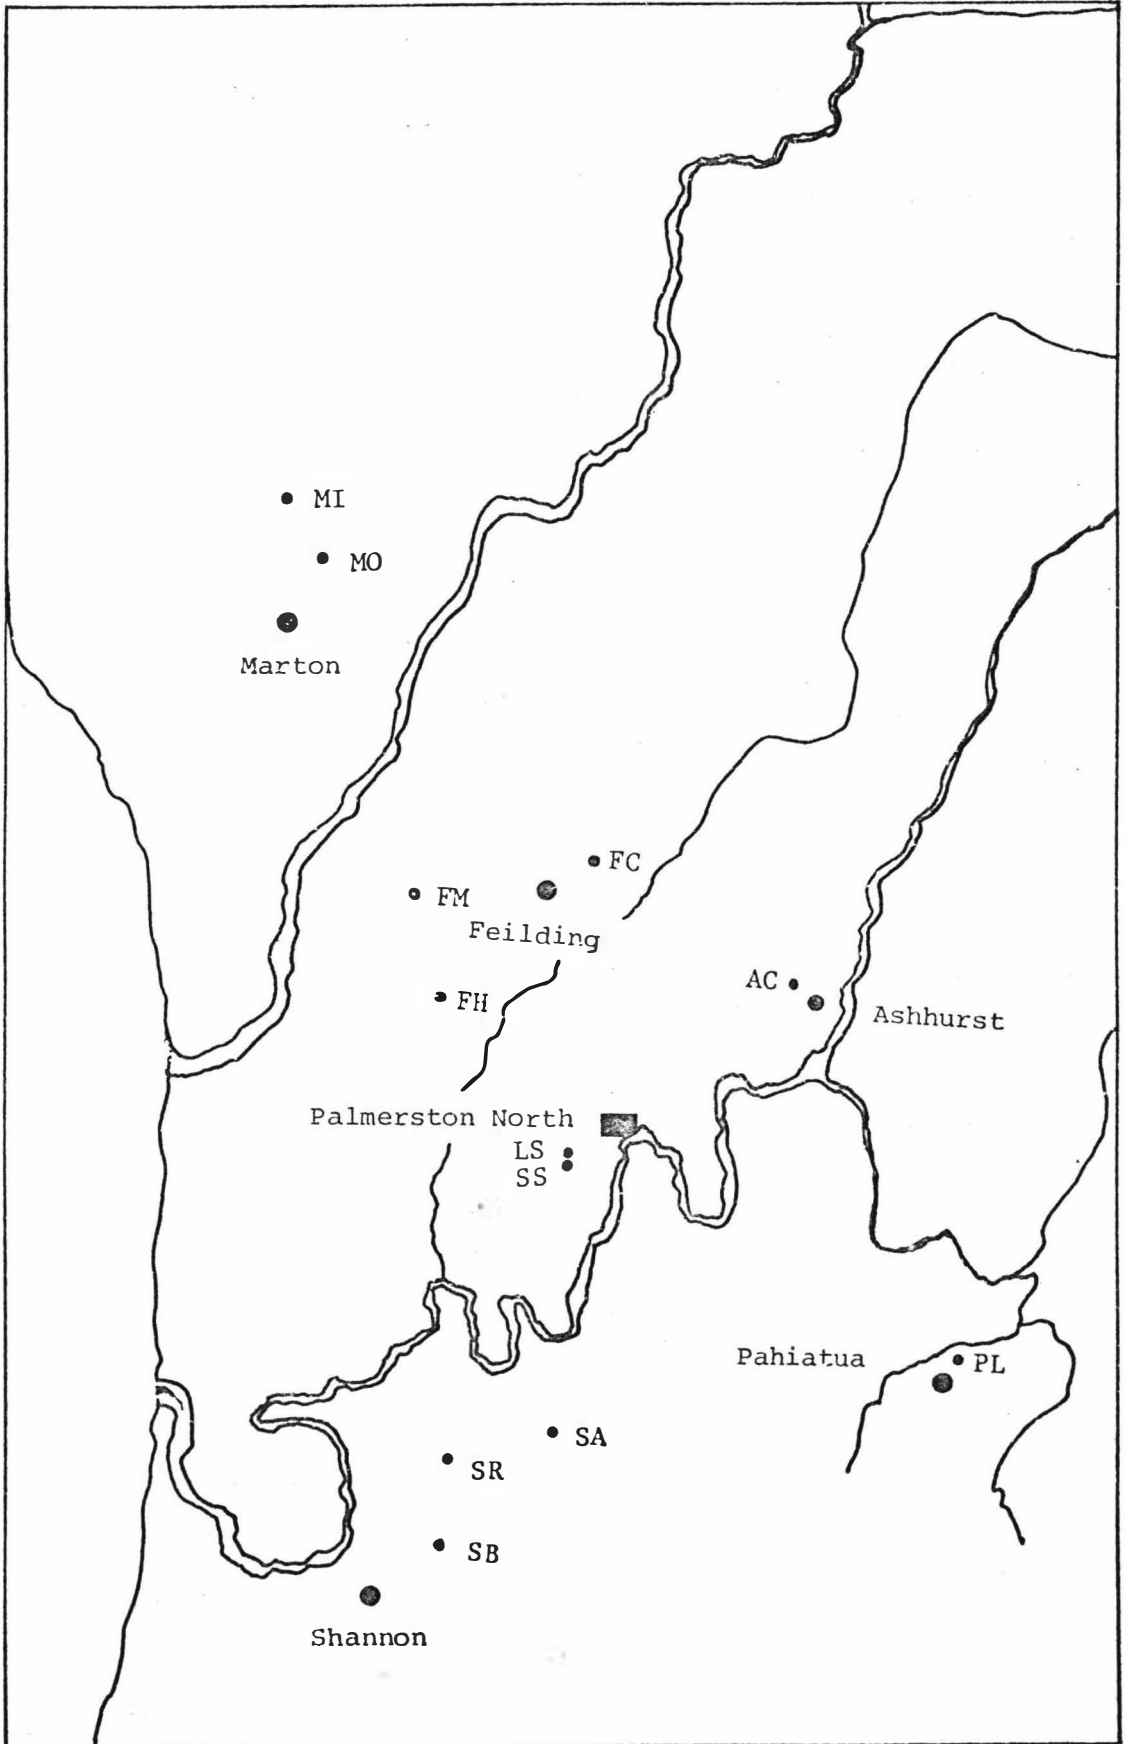 MI
MO
Marton
FC
FM
Feilding
FH
AC
Ashhurst
Palmerston North
LS
SS
Pahiatua
PL
SA
SR
SB
Shannon